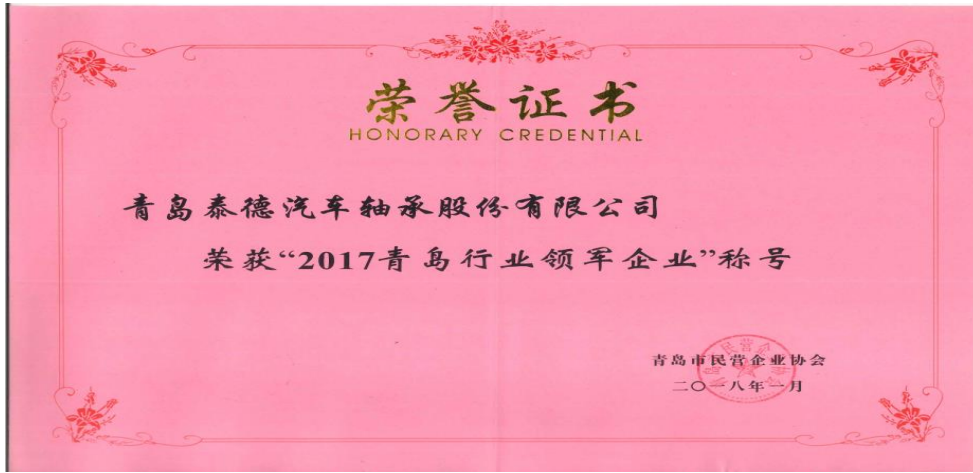 荣誉证书
HONORARY CREDENTIAL
青岛泰德汽车轴承股份有限公司
荣获“2017青岛行业领军企业”称号
青岛市民营企业协会
二〇一八年一月